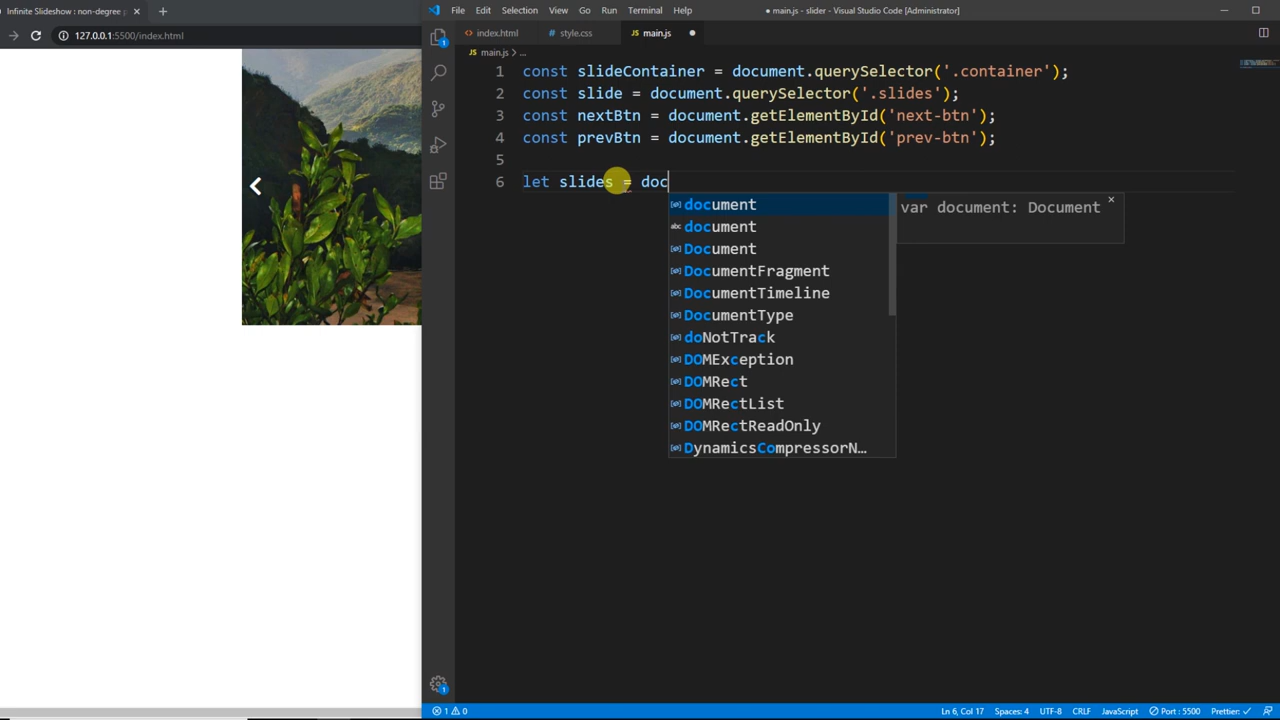 Infinite Slideshow : non-degree
127.0.0.1:5500/index.html
File Edit Selection View Go Run Terminal Help
● main.js - slider - Visual Studio Code [Administrator]
index.html
style.css
main.js
main.js > ...
1 const slideContainer = document.querySelector('.container');
2 const slide = document.querySelector('.slides');
3 const nextBtn = document.getElementById('next-btn');
4 const prevBtn = document.getElementById('prev-btn');
5
6 let slides = doc
document
var document: Document
document
Document
DocumentFragment
DocumentTimeline
DocumentType
doNotTrack
DOMException
DOMRect
DOMRectList
DOMRectReadOnly
DynamicsCompressorN…
1 0
Ln 6, Col 17 Spaces: 4 UTF-8 CRLF JavaScript Port : 5500 Prettier: ✓